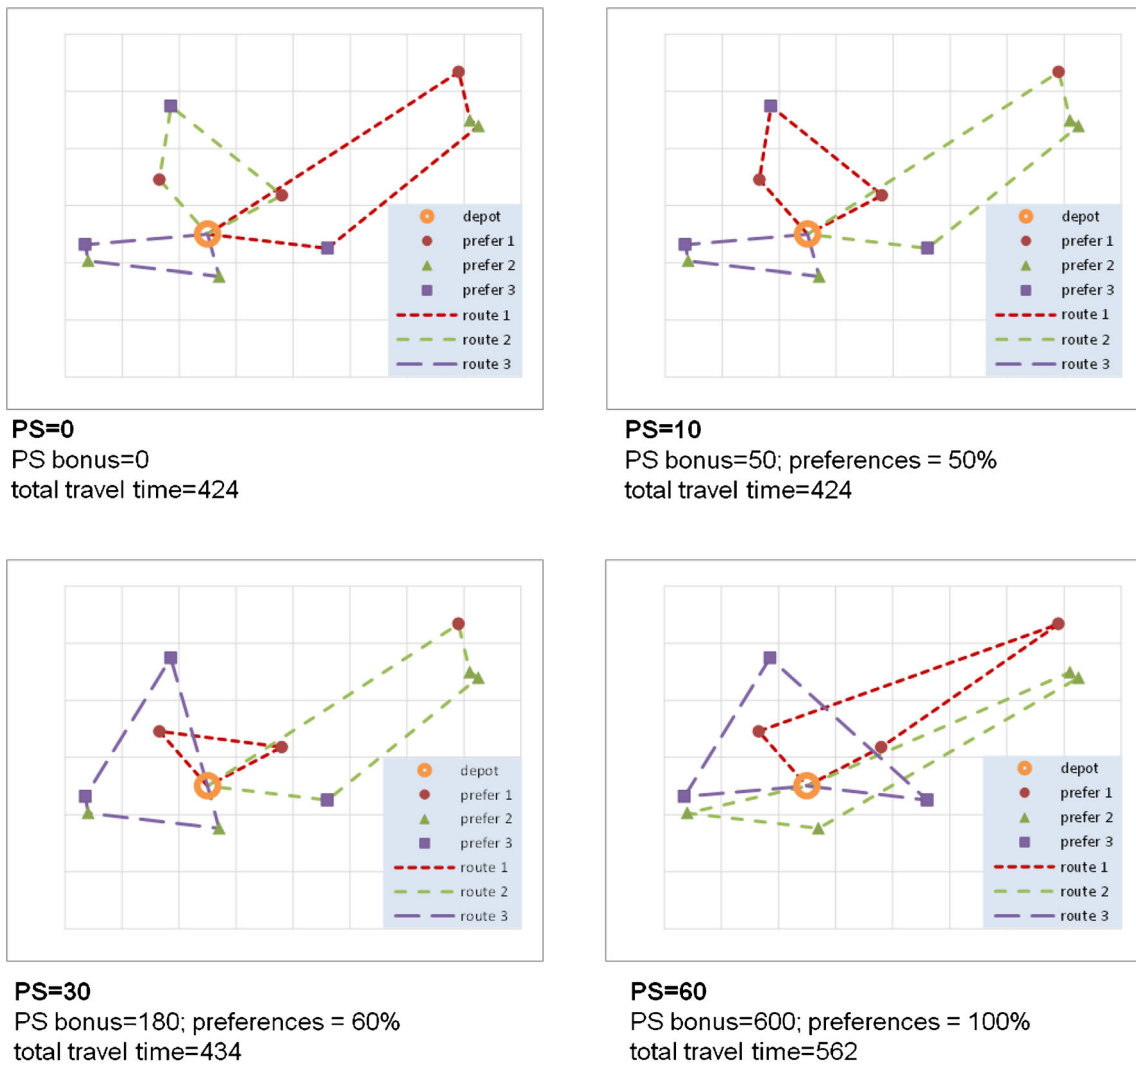 depot
prefer 1
prefer 2
prefer 3
route 1
route 2
route 3
PS=0
PS bonus=0
total travel time=424
depot
prefer 1
prefer 2
prefer 3
route 1
route 2
route 3
PS=10
PS bonus=50; preferences = 50%
total travel time=424
depot
prefer 1
prefer 2
prefer 3
route 1
route 2
route 3
PS=30
PS bonus=180; preferences = 60%
total travel time=434
depot
prefer 1
prefer 2
prefer 3
route 1
route 2
route 3
PS=60
PS bonus=600; preferences = 100%
total travel time=562